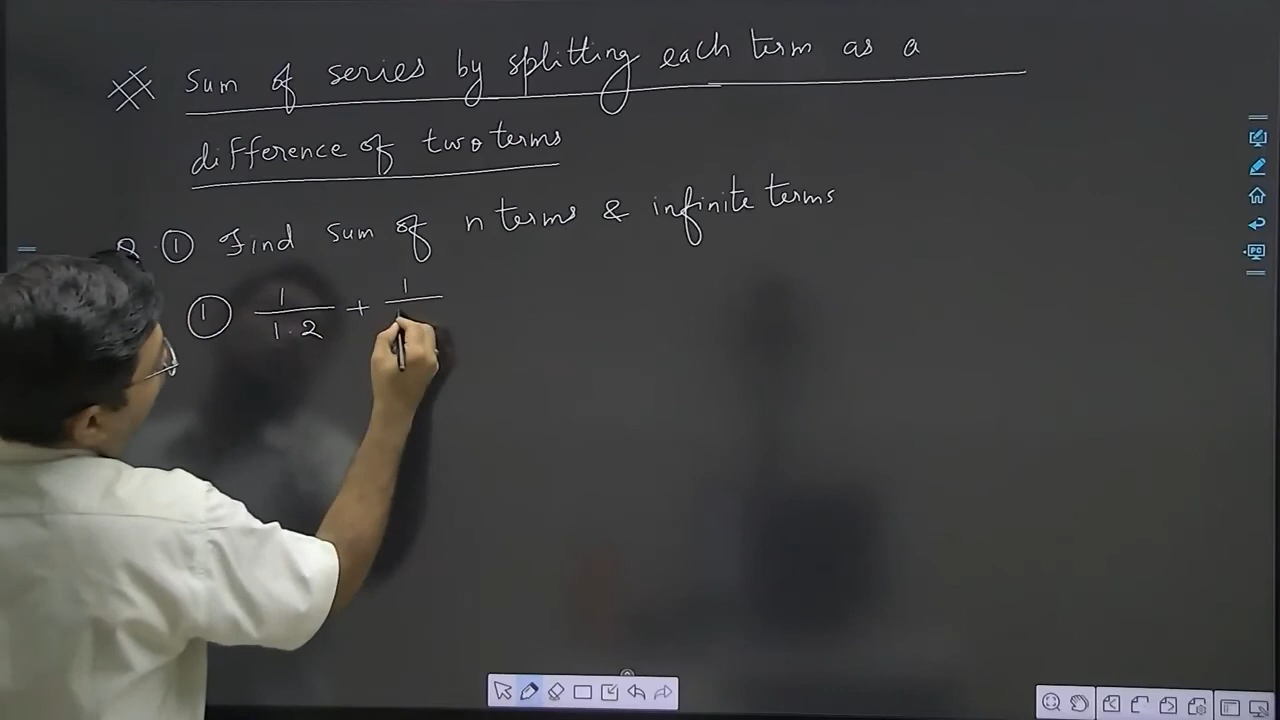 Sum of series by splitting each term as a
difference of two terms
Q. ① Find sum of n terms & infinite terms
① 1/1·2 + 1/
PC